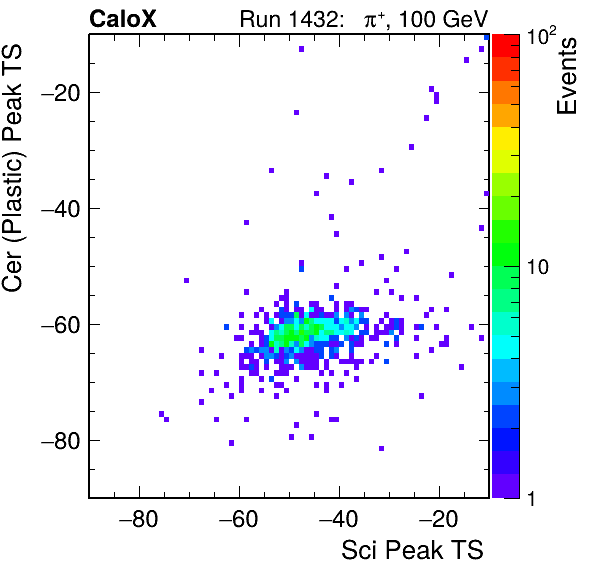 CaloX Run 1432: π⁺, 100 GeV
Cer (Plastic) Peak TS
−20
−40
−60
−80
−80 −60 −40 −20
Sci Peak TS
10²
10
1
Events